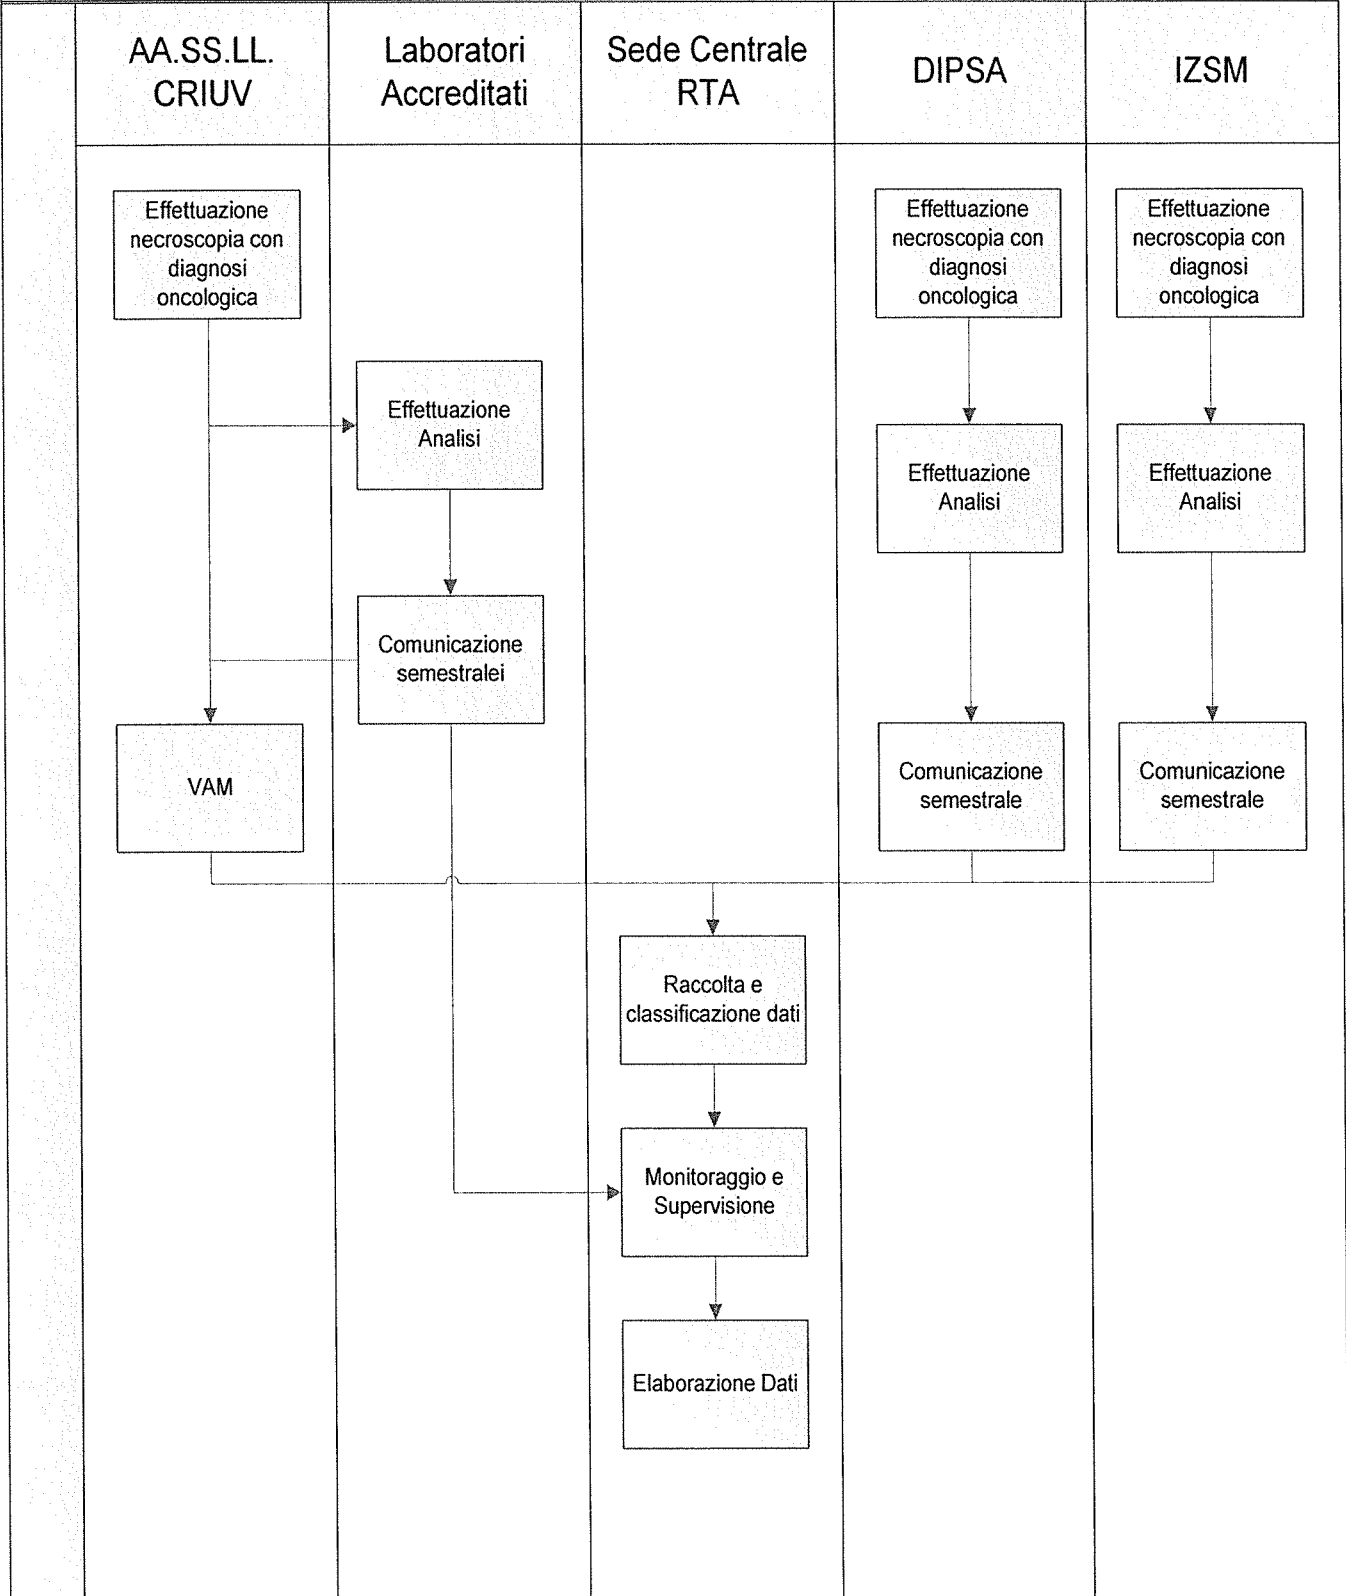 AA.SS.LL.
CRIUV
Laboratori
Accreditati
Sede Centrale
RTA
DIPSA
IZSM
Effettuazione
necroscopia con
diagnosi
oncologica
Effettuazione
necroscopia con
diagnosi
oncologica
Effettuazione
necroscopia con
diagnosi
oncologica
Effettuazione
Analisi
Effettuazione
Analisi
Effettuazione
Analisi
Comunicazione
semestralei
VAM
Comunicazione
semestrale
Comunicazione
semestrale
Raccolta e
classificazione dati
Monitoraggio e
Supervisione
Elaborazione Dati